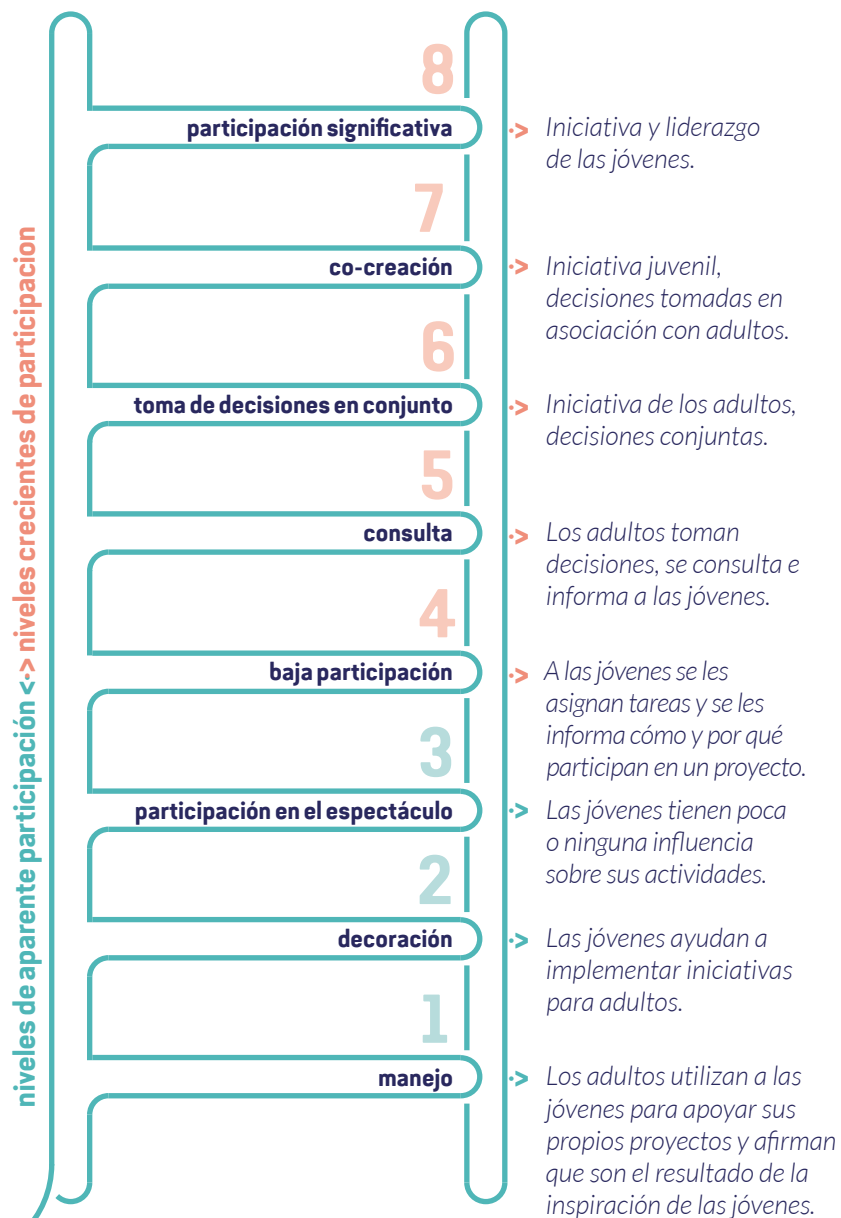 8
participación significativa
·> Iniciativa y liderazgo
de las jóvenes.
7
co-creación
·> Iniciativa juvenil,
decisiones tomadas en
asociación con adultos.
6
toma de decisiones en conjunto
·> Iniciativa de los adultos,
decisiones conjuntas.
5
consulta
·> Los adultos toman
decisiones, se consulta e
informa a las jóvenes.
4
baja participación
·> A las jóvenes se les
asignan tareas y se les
informa cómo y por qué
participan en un proyecto.
3
participación en el espectáculo
·> Las jóvenes tienen poca
o ninguna influencia
sobre sus actividades.
2
decoración
·> Las jóvenes ayudan a
implementar iniciativas
para adultos.
1
manejo
·> Los adultos utilizan a las
jóvenes para apoyar sus
propios proyectos y afirman
que son el resultado de la
inspiración de las jóvenes.
niveles de aparente participación <·> niveles crecientes de participacion